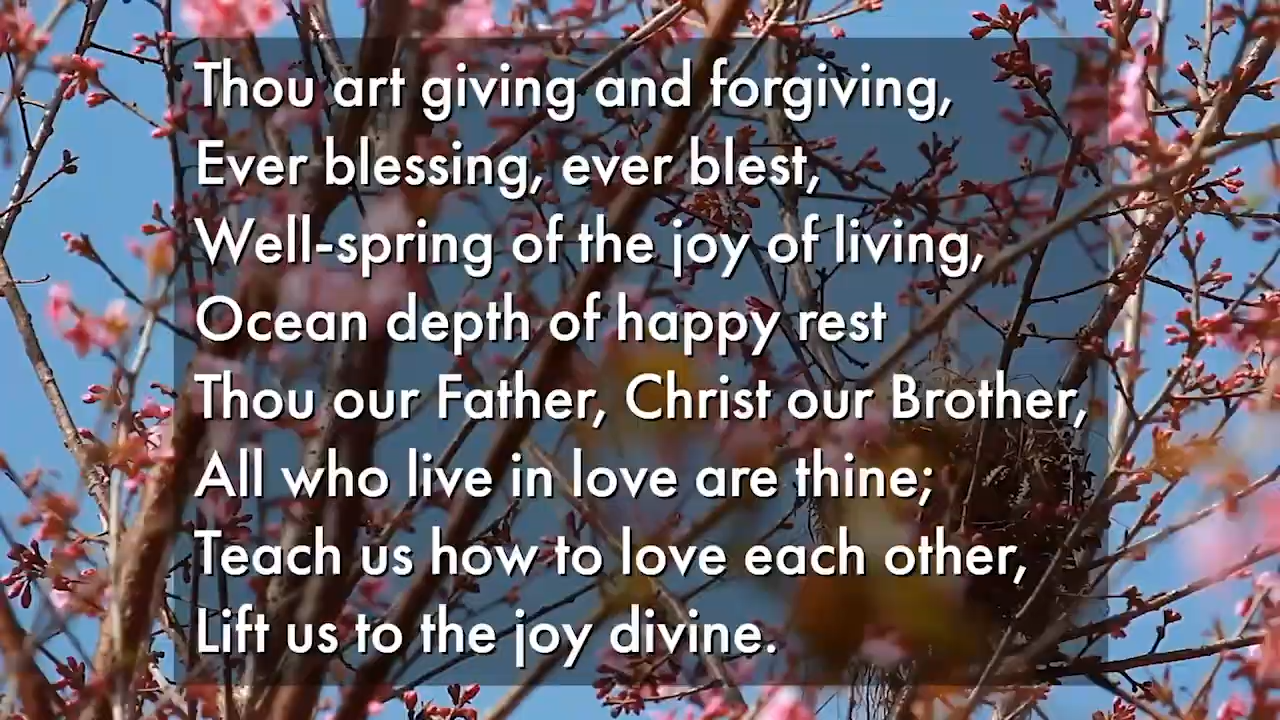 Thou art giving and forgiving,
Ever blessing, ever blest,
Well-spring of the joy of living,
Ocean depth of happy rest
Thou our Father, Christ our Brother,
All who live in love are thine;
Teach us how to love each other,
Lift us to the joy divine.